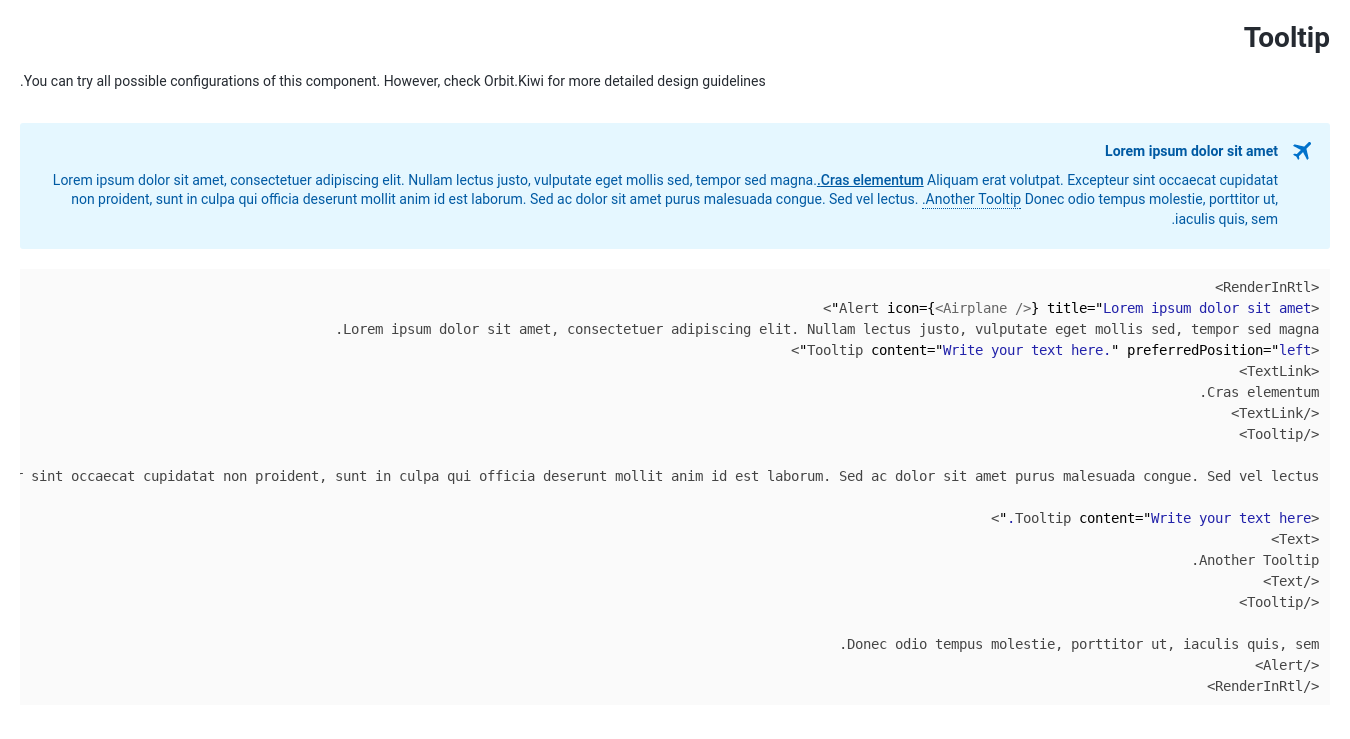 Tooltip
.You can try all possible configurations of this component. However, check Orbit.Kiwi for more detailed design guidelines
Lorem ipsum dolor sit amet
Lorem ipsum dolor sit amet, consectetuer adipiscing elit. Nullam lectus justo, vulputate eget mollis sed, tempor sed magna..Cras elementum Aliquam erat volutpat. Excepteur sint occaecat cupidatat
non proident, sunt in culpa qui officia deserunt mollit anim id est laborum. Sed ac dolor sit amet purus malesuada congue. Sed vel lectus. .Another Tooltip Donec odio tempus molestie, porttitor ut,
.iaculis quis, sem
<RenderInRtl>
<"Alert icon={<Airplane />} title="Lorem ipsum dolor sit amet>
.Lorem ipsum dolor sit amet, consectetuer adipiscing elit. Nullam lectus justo, vulputate eget mollis sed, tempor sed magna
<"Tooltip content="Write your text here." preferredPosition="left>
<TextLink>
.Cras elementum
<TextLink/>
<Tooltip/>
sint occaecat cupidatat non proident, sunt in culpa qui officia deserunt mollit anim id est laborum. Sed ac dolor sit amet purus malesuada congue. Sed vel lectus
<".Tooltip content="Write your text here>
<Text>
.Another Tooltip
<Text/>
<Tooltip/>
.Donec odio tempus molestie, porttitor ut, iaculis quis, sem
<Alert/>
<RenderInRtl/>